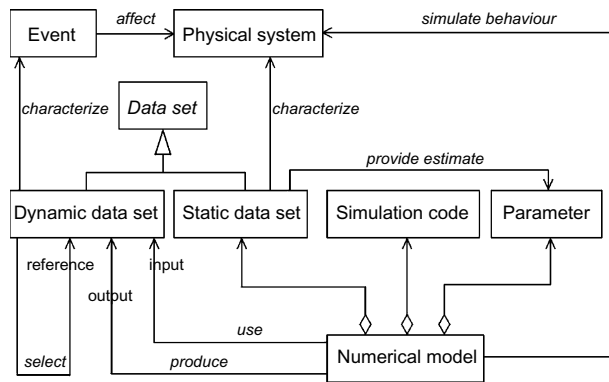 affect
simulate behaviour
Event
Physical system
characterize
Data set
characterize
provide estimate
Dynamic data set
Static data set
Simulation code
Parameter
reference
input
output
use
select
produce
Numerical model